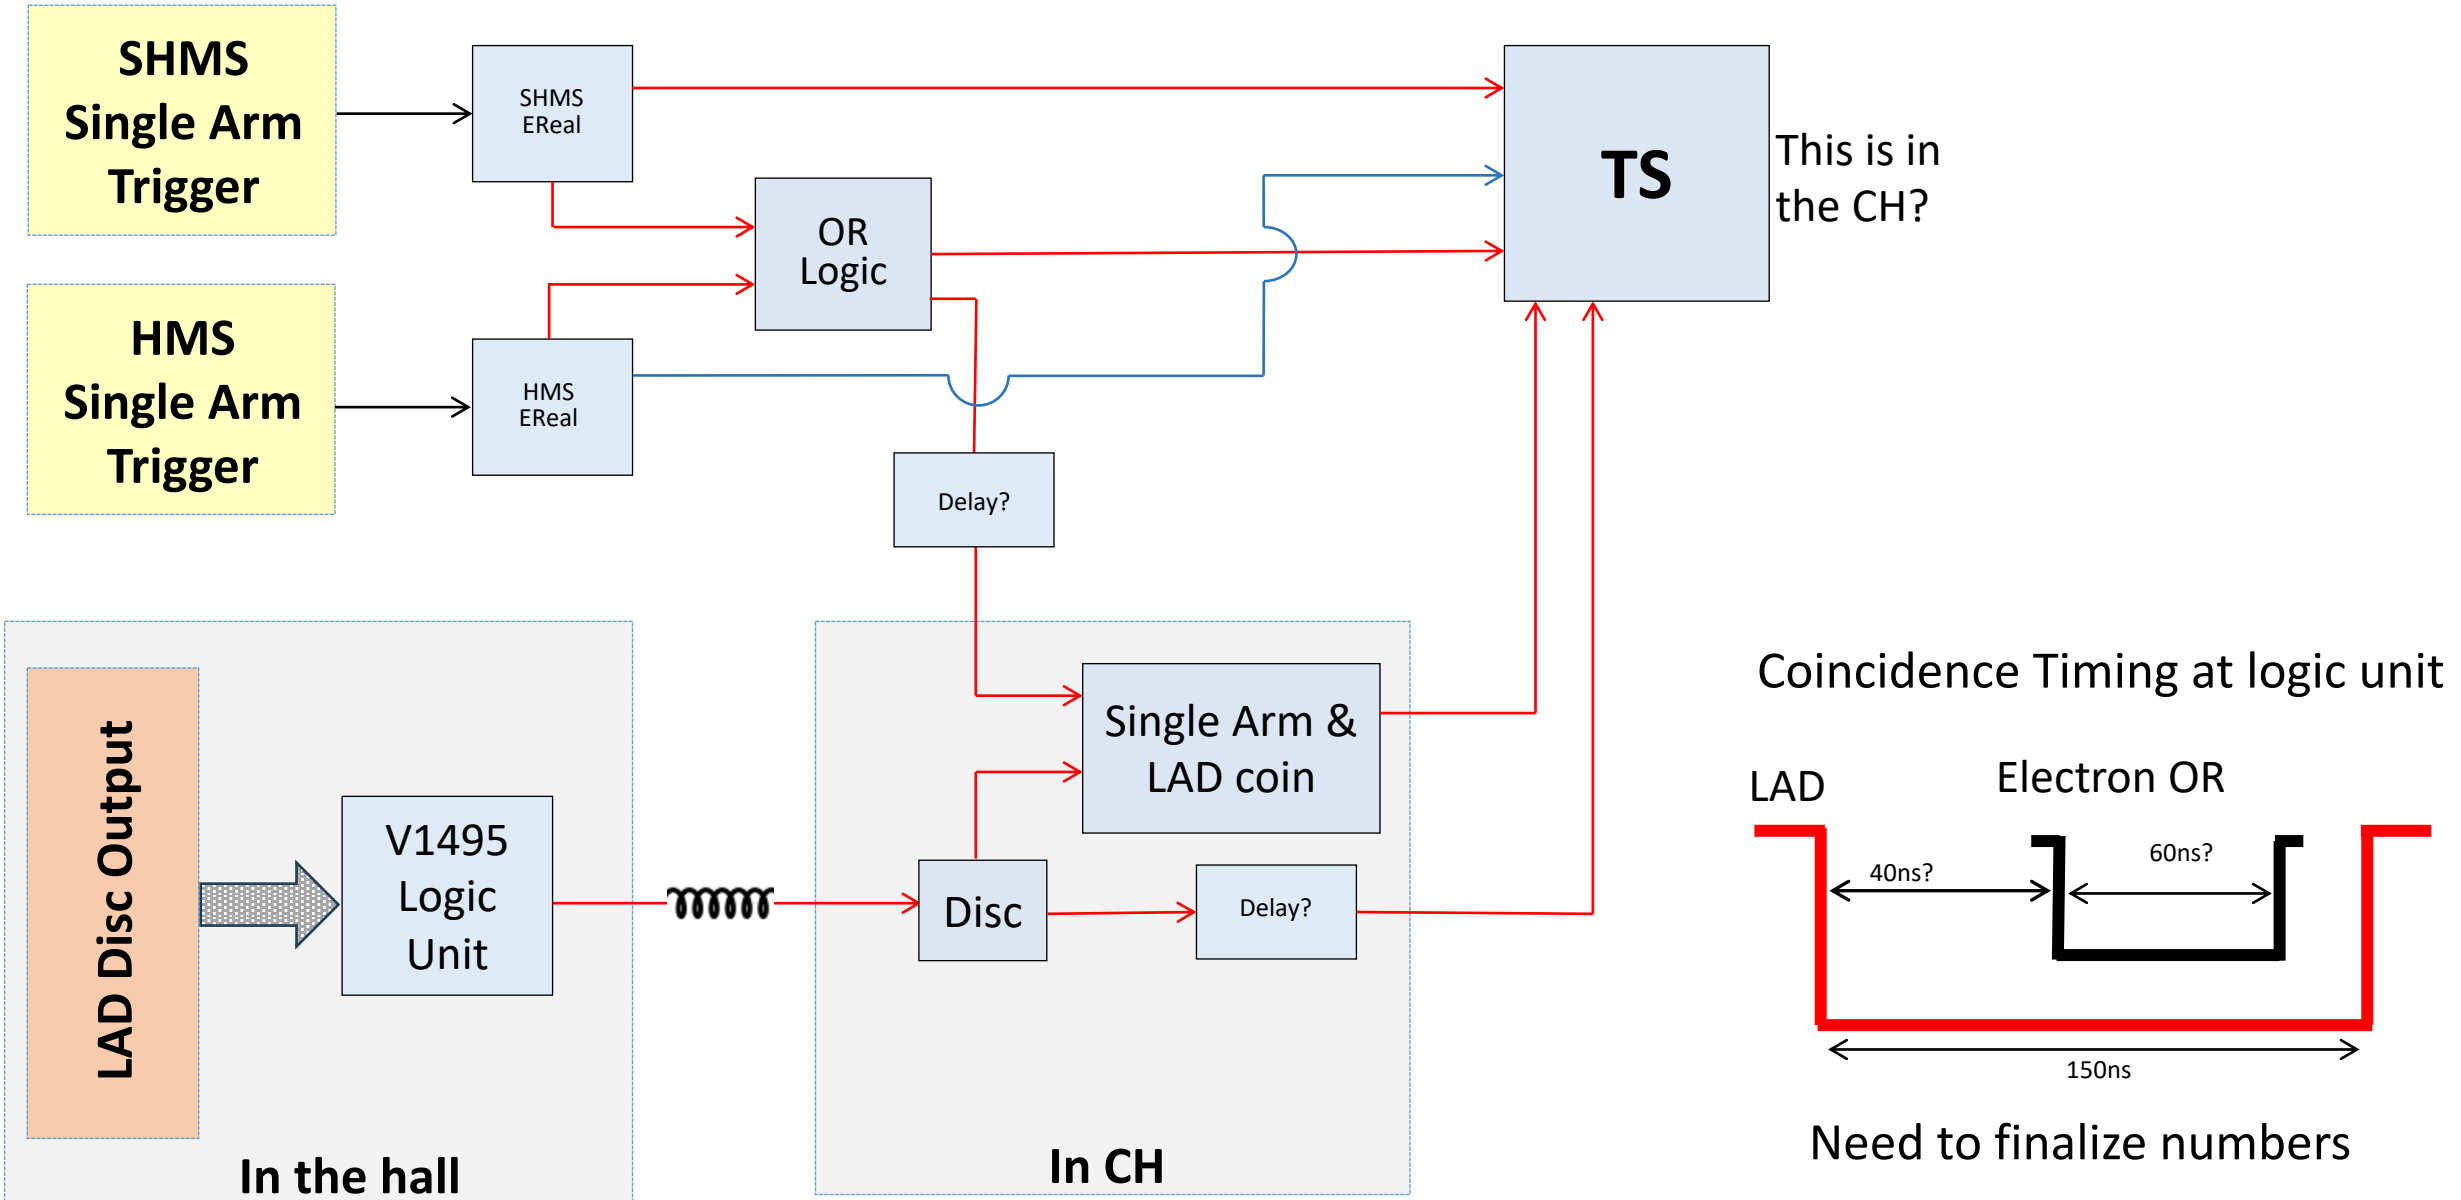 SHMS
Single Arm
Trigger
SHMS
EReal
TS
This is in
the CH?
OR
Logic
HMS
Single Arm
Trigger
HMS
EReal
Delay?
LAD Disc Output
V1495
Logic
Unit
In the hall
Single Arm &
LAD coin
Disc
Delay?
In CH
Coincidence Timing at logic unit
LAD
Electron OR
40ns?
60ns?
150ns
Need to finalize numbers